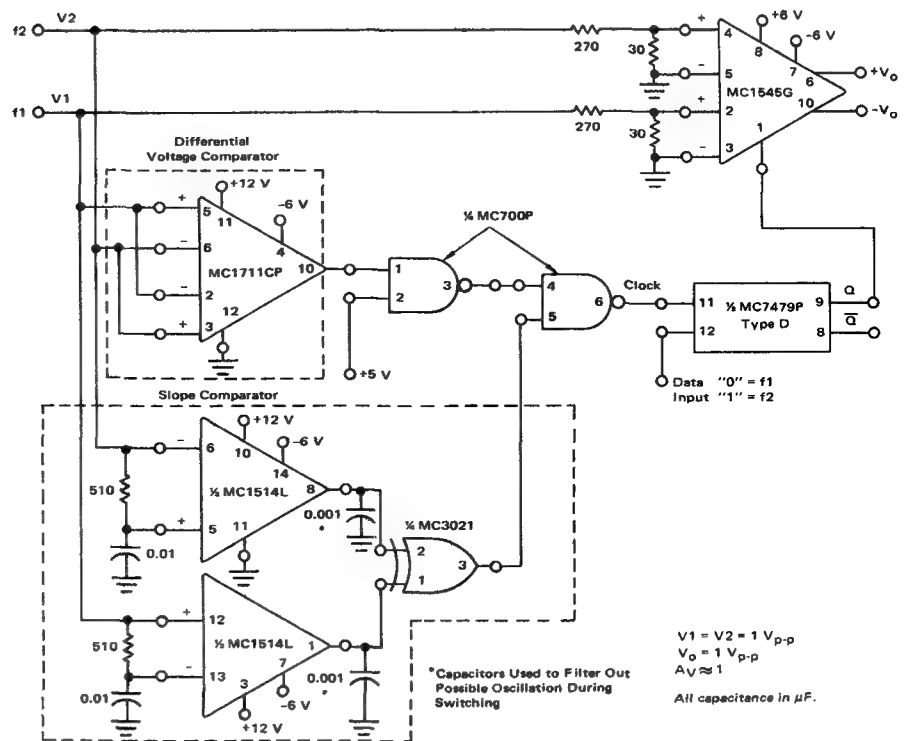 f2
V2
270
30
+
4
−
5
+6 V
8
−6 V
7
6
+Vo
MC1545G
10
−Vo
f1
V1
270
30
+
2
−
3
1
Differential
Voltage Comparator
+12 V
11
−6 V
4
+
5
−
6
MC1711CP
10
−
2
12
+
3
¼ MC700P
1
2
3
+5 V
4
5
6
Clock
11
12
½ MC7479P
Type D
9
Q
8
Q̅
Data "0" = f1
Input "1" = f2
Slope Comparator
+12 V
10
−6 V
14
−
6
510
½ MC1514L
8
+
5
11
0.01
0.001
*
¼ MC3021
2
1
3
+
12
510
½ MC1514L
1
−
13
7
0.01
3
−6 V
+12 V
0.001
*
*Capacitors Used to Filter Out
Possible Oscillation During
Switching
V1 = V2 = 1 Vp-p
Vo = 1 Vp-p
AV ≈ 1
All capacitance in µF.